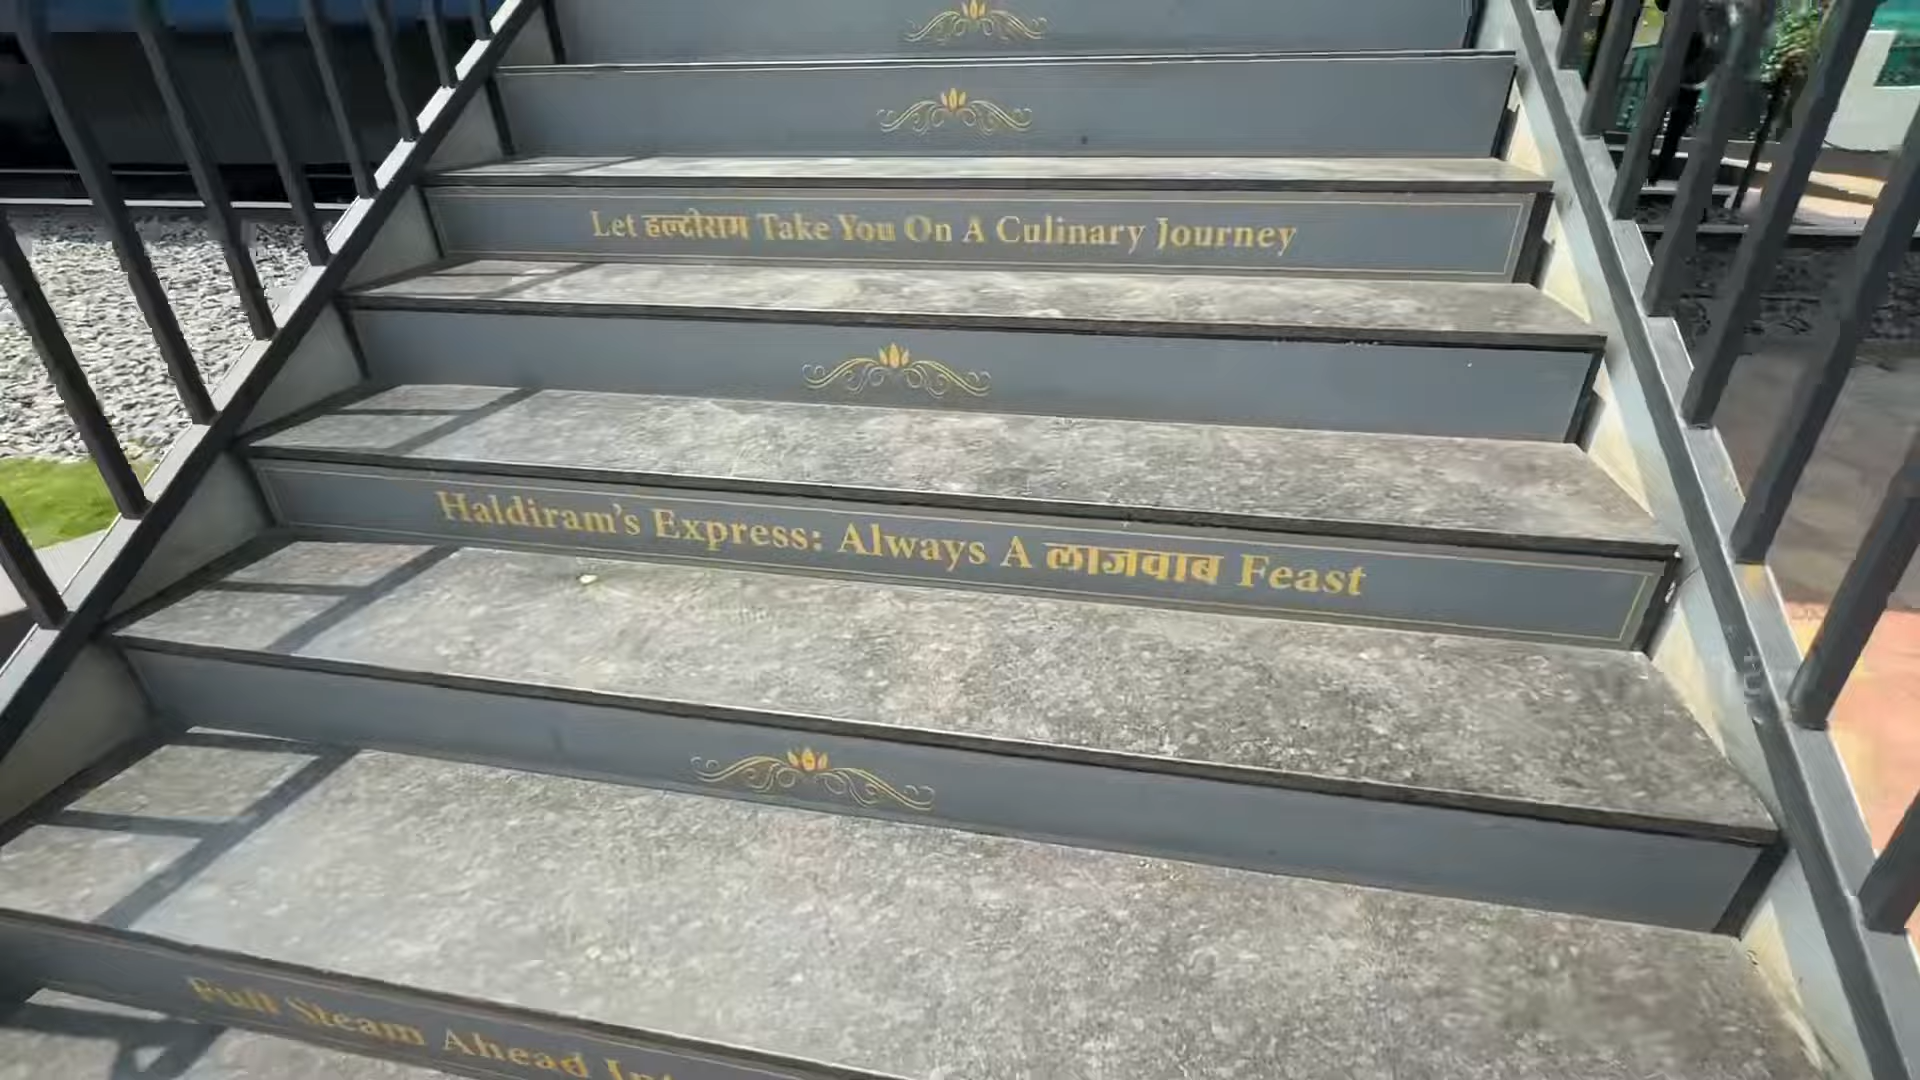 Let हल्दीराम Take You On A Culinary Journey
Haldiram's Express: Always A लाजवाब Feast
Full Steam Ahead